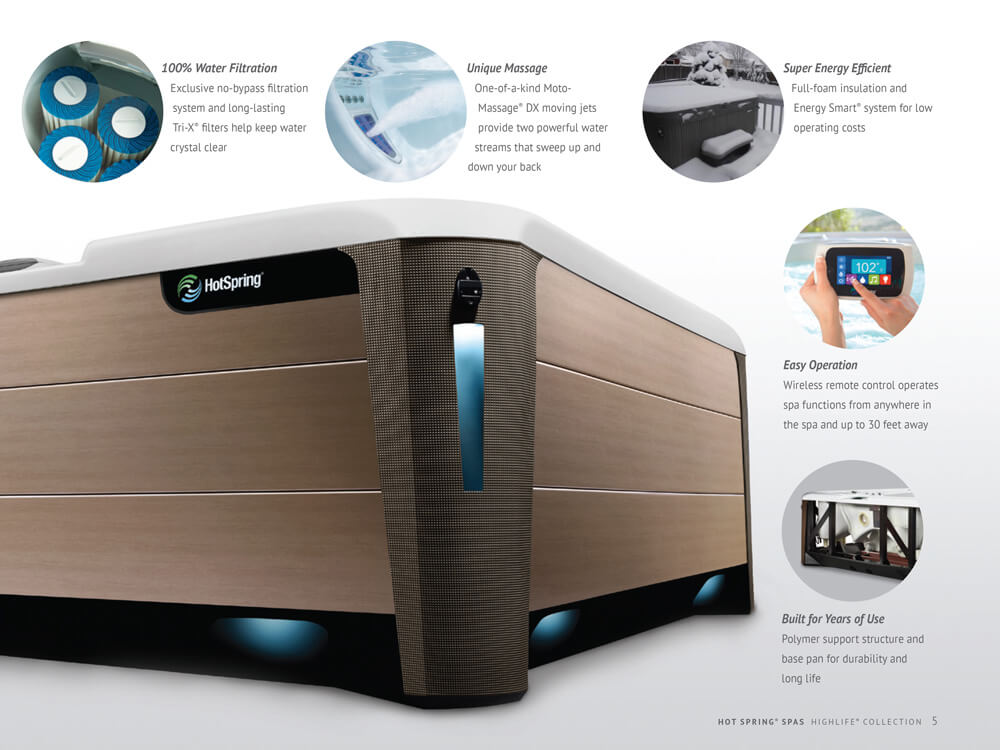 100% Water Filtration
Exclusive no-bypass filtration
system and long-lasting
Tri-X® filters help keep water
crystal clear
Unique Massage
One-of-a-kind Moto-
Massage® DX moving jets
provide two powerful water
streams that sweep up and
down your back
Super Energy Efficient
Full-foam insulation and
Energy Smart® system for low
operating costs
HotSpring®
102°
Easy Operation
Wireless remote control operates
spa functions from anywhere in
the spa and up to 30 feet away
Built for Years of Use
Polymer support structure and
base pan for durability and
long life
HOT SPRING® SPAS HIGHLIFE® COLLECTION 5